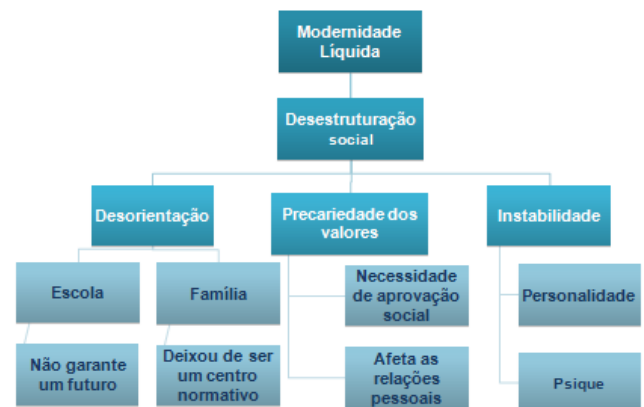 Modernidade
Líquida
Desestruturação
social
Desorientação
Precariedade dos
valores
Instabilidade
Escola
Família
Necessidade
de aprovação
social
Personalidade
Não garante
um futuro
Deixou de ser
um centro
normativo
Afeta as
relações
pessoais
Psique